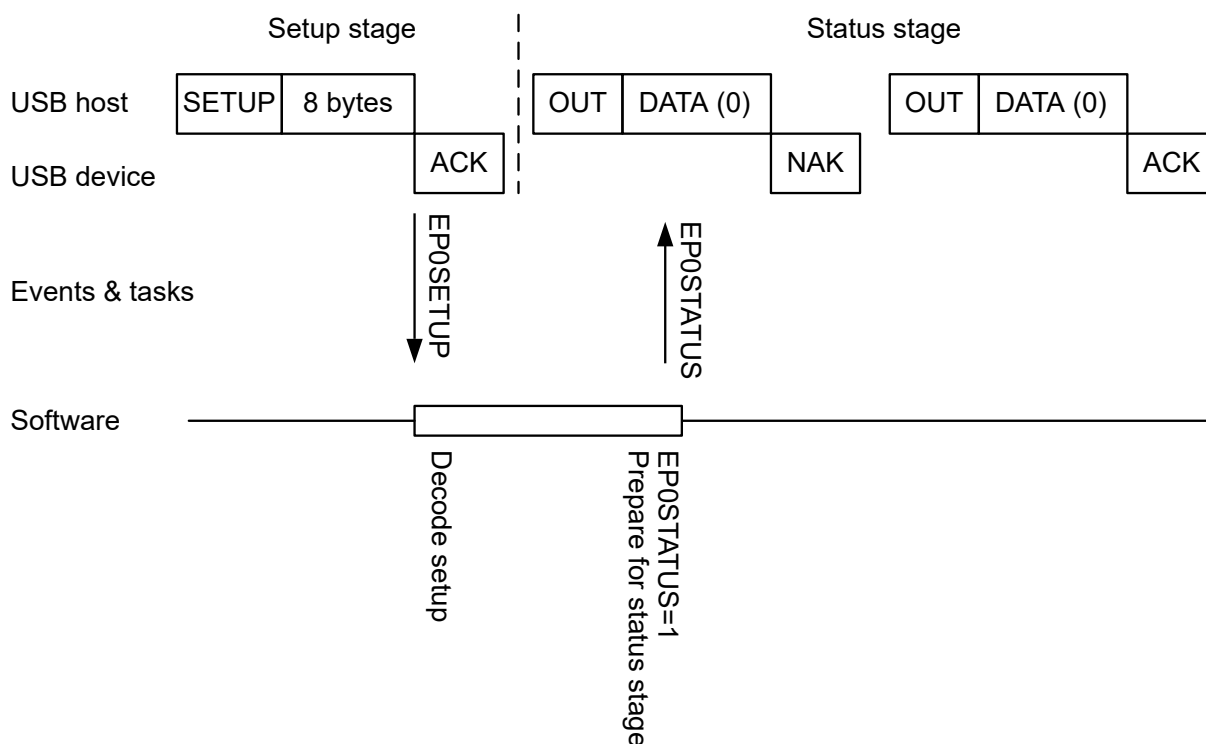 Setup stage
Status stage
USB host
SETUP
8 bytes
OUT
DATA (0)
OUT
DATA (0)
USB device
ACK
NAK
ACK
Events & tasks
EP0SETUP
EP0STATUS
Software
Decode setup
EP0STATUS=1
Prepare for status stage